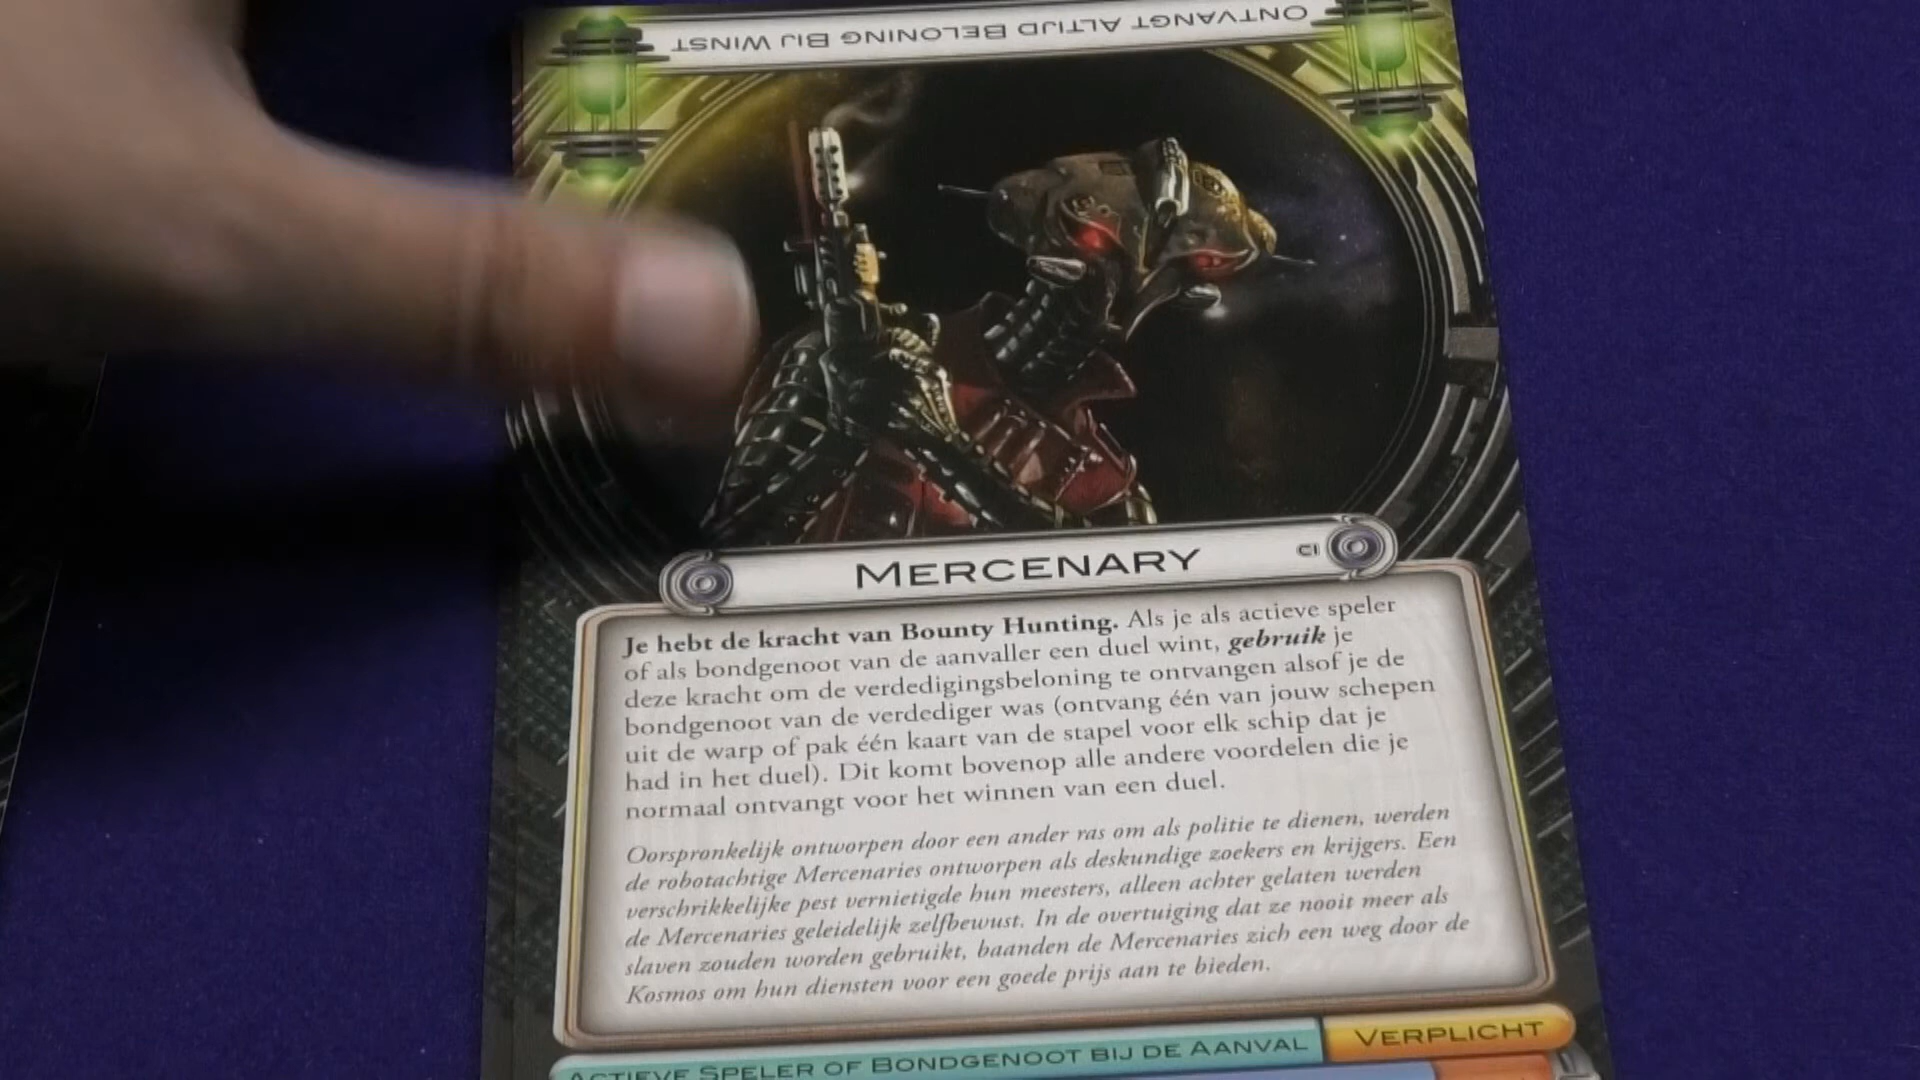 ONTVANGT ALTIJD BELONING BIJ WINST
MERCENARY
CI
Je hebt de kracht van Bounty Hunting. Als je als actieve speler
of als bondgenoot van de aanvaller een duel wint, gebruik je
deze kracht om de verdedigingsbeloning te ontvangen alsof je de
bondgenoot van de verdediger was (ontvang één van jouw schepen
uit de warp of pak één kaart van de stapel voor elk schip dat je
had in het duel). Dit komt bovenop alle andere voordelen die je
normaal ontvangt voor het winnen van een duel.
Oorspronkelijk ontworpen door een ander ras om als politie te dienen, werden
de robotachtige Mercenaries ontworpen als deskundige zoekers en krijgers. Een
verschrikkelijke pest vernietigde hun meesters, alleen achter gelaten werden
de Mercenaries geleidelijk zelfbewust. In de overtuiging dat ze nooit meer als
slaven zouden worden gebruikt, baanden de Mercenaries zich een weg door de
Kosmos om hun diensten voor een goede prijs aan te bieden.
ACTIEVE SPELER OF BONDGENOOT BIJ DE AANVAL
VERPLICHT